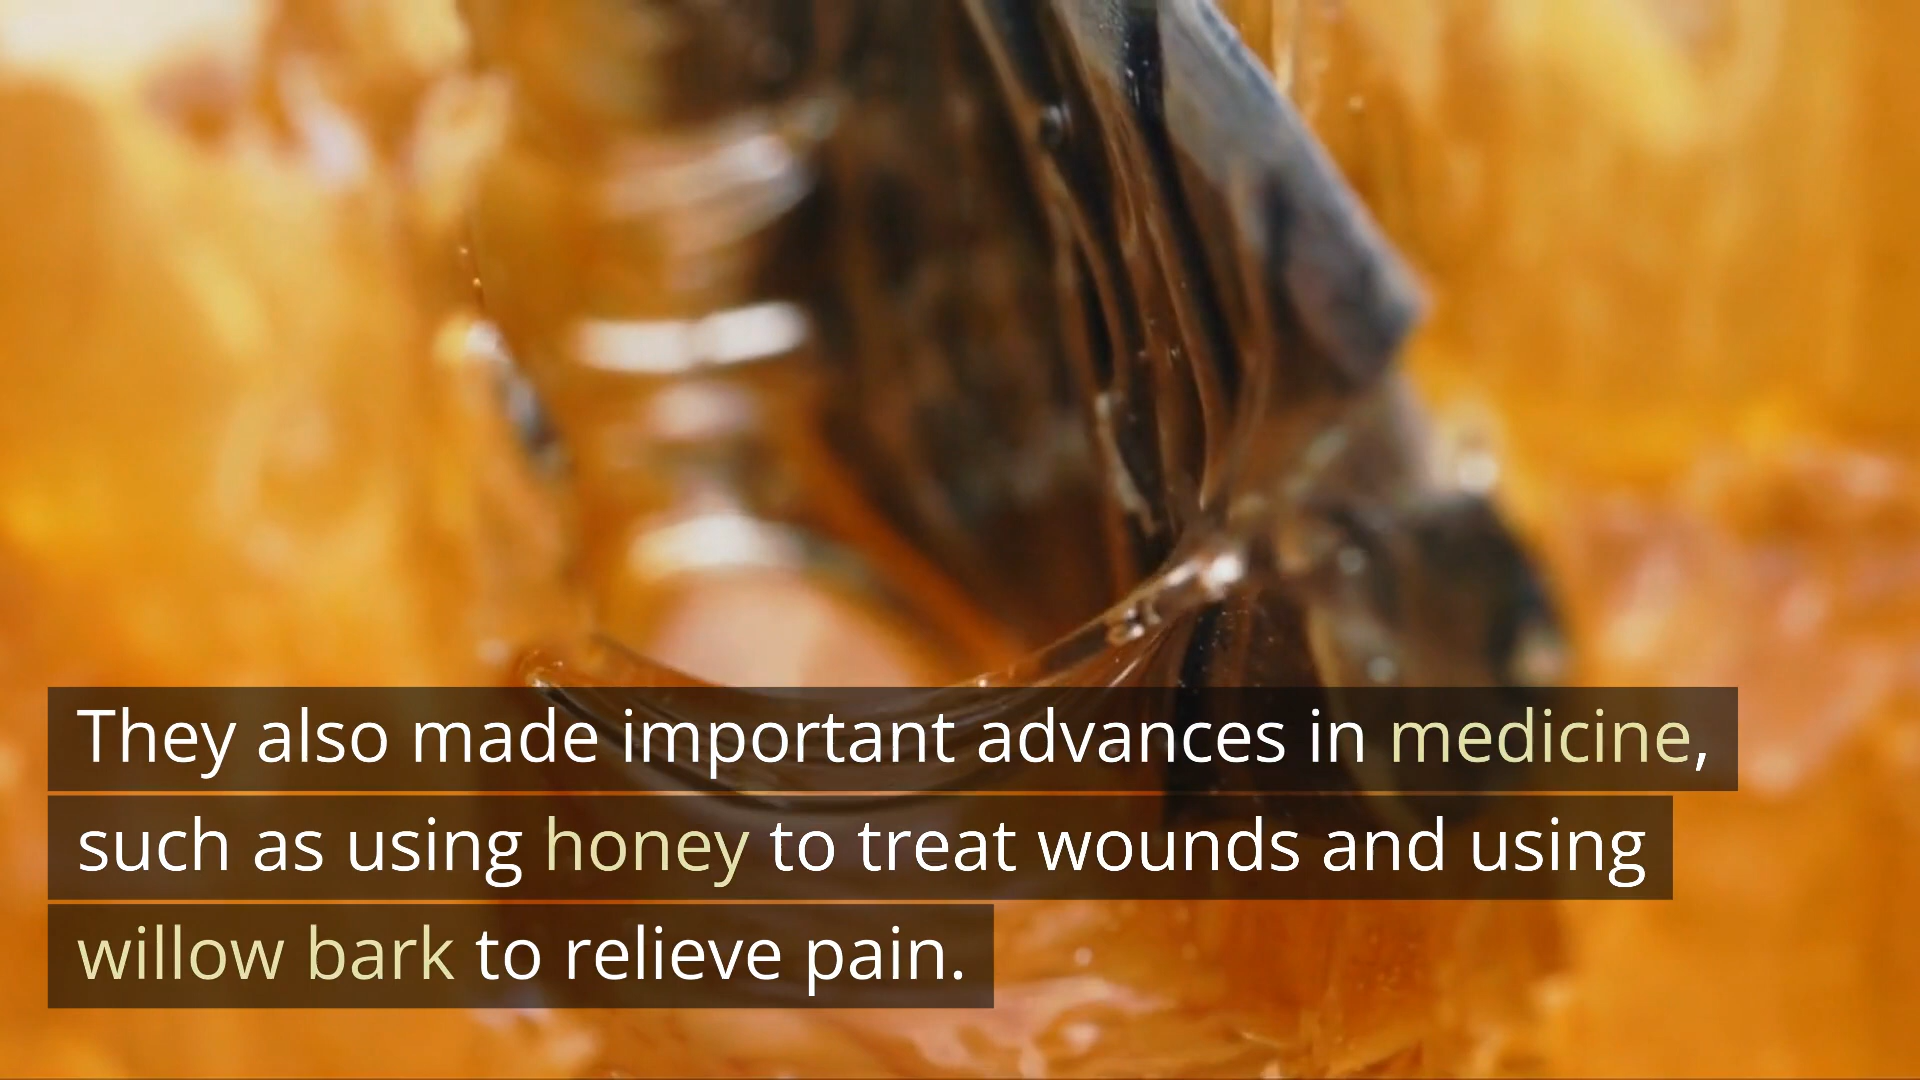 They also made important advances in medicine,
such as using honey to treat wounds and using
willow bark to relieve pain.